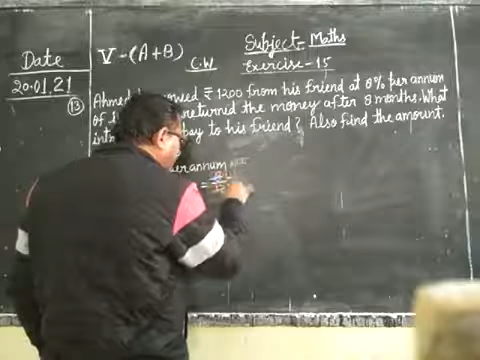 Date
20.01.21
V-(A+B)
C.W
Subject- Maths
Exercise-15
(13)
Ahmed borrowed ₹ 1200 from his friend at 8% per annum
of returned the money after 8 months. What
pay to his friend? Also find the amount.
per annum